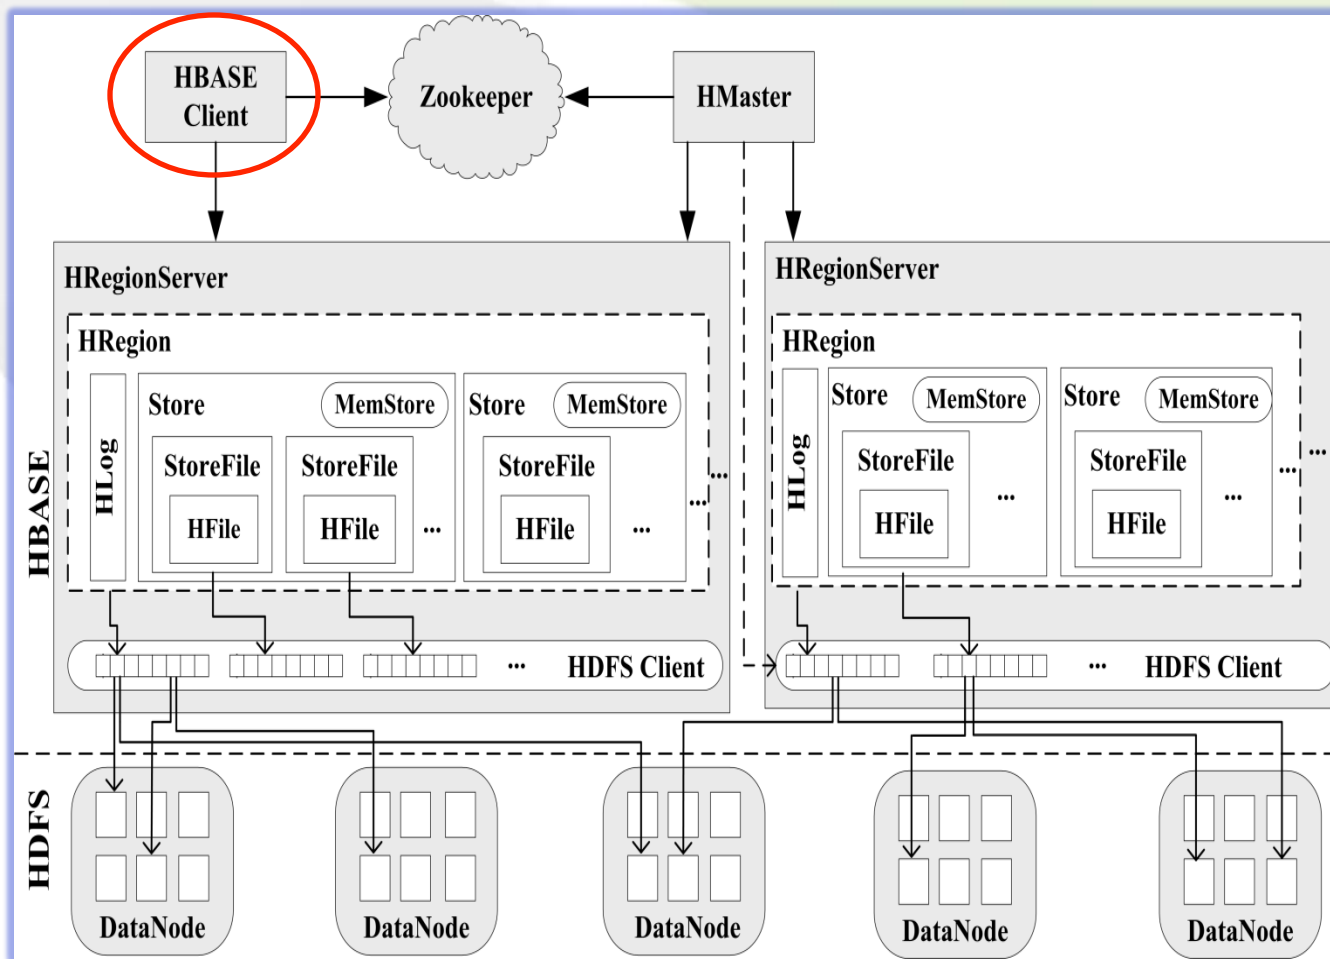 HBASE
Client
Zookeeper
HMaster
HRegionServer
HRegionServer
HRegion
HRegion
HBASE
HLog
Store
MemStore
Store
MemStore
StoreFile
StoreFile
StoreFile
HFile
HFile
HFile
...
...
...
...
HLog
Store
MemStore
Store
MemStore
StoreFile
StoreFile
HFile
HFile
...
...
...
...
... HDFS Client
... HDFS Client
HDFS
DataNode
DataNode
DataNode
DataNode
DataNode